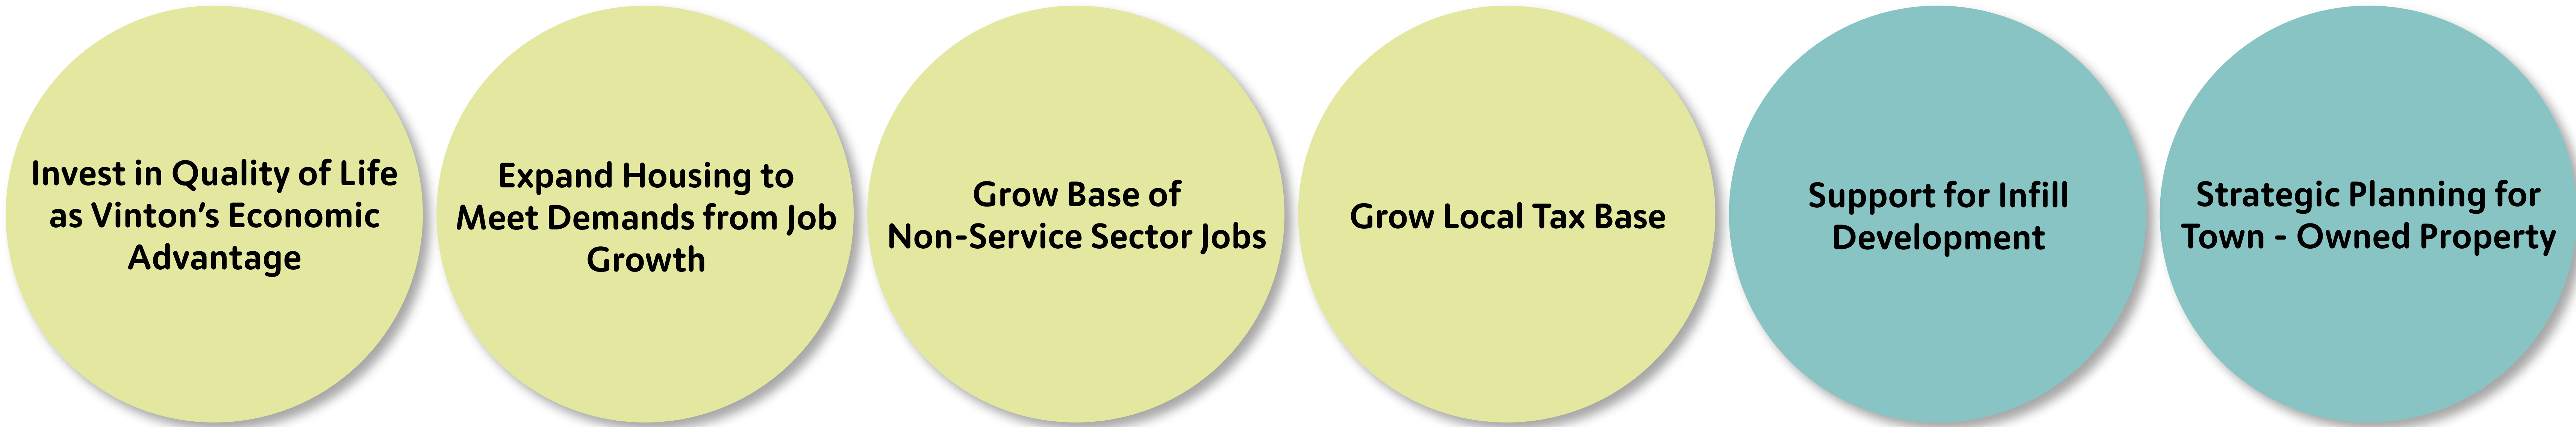 Invest in Quality of Life
as Vinton’s Economic
Advantage
Expand Housing to
Meet Demands from Job
Growth
Grow Base of
Non-Service Sector Jobs
Grow Local Tax Base
Support for Infill
Development
Strategic Planning for
Town - Owned Property